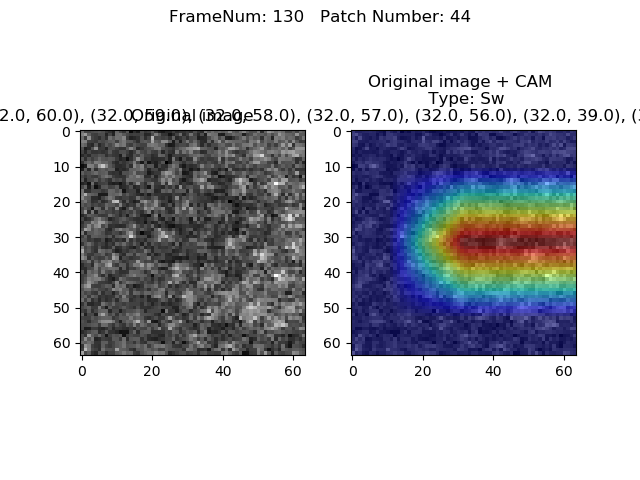 FrameNum: 130   Patch Number: 44
Original image + CAM
Type: Sw
2.0, 60.0), (32.0, 59.0), (32.0, 58.0), (32.0, 57.0), (32.0, 56.0), (32.0, 39.0), (3
Original image
0
10
20
30
40
50
60
0 20 40 60
0
10
20
30
40
50
60
0 20 40 60